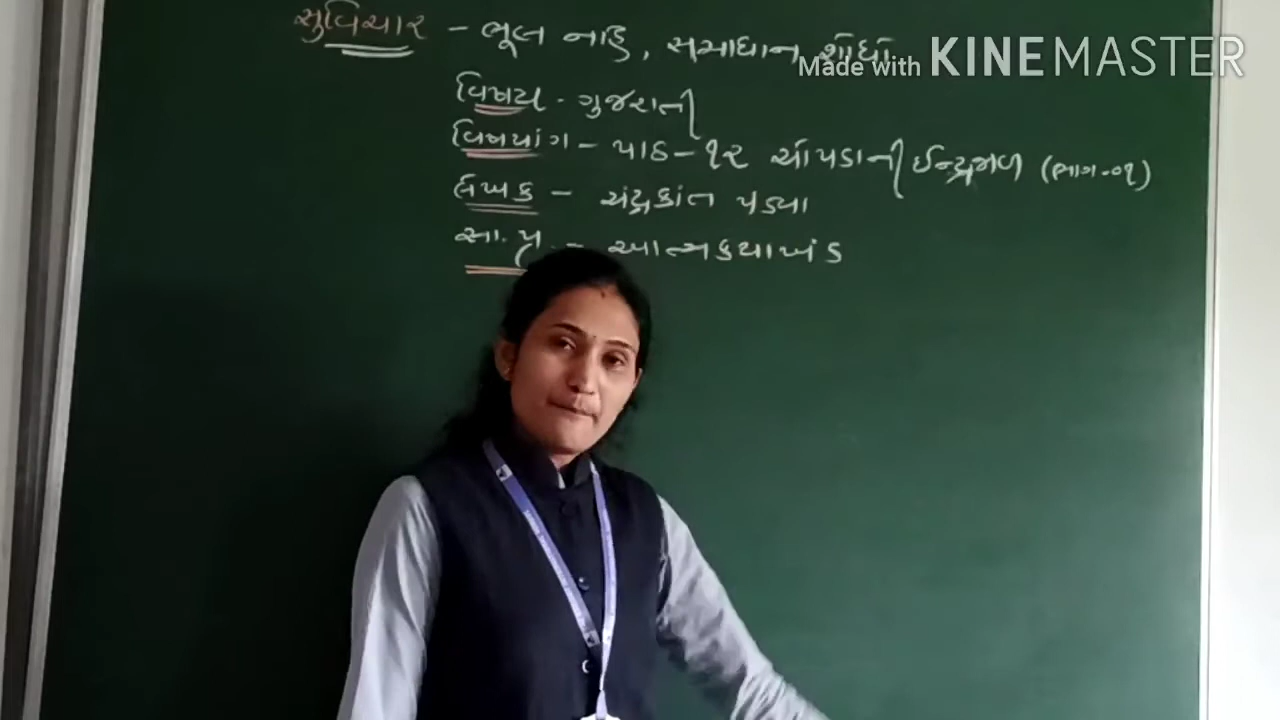 સુવિચાર - ભૂલ નહિ, સમાધાન શોધો
Made with KINEMASTER
વિષય - ગુજરાતી
વિષયાંગ - પાઠ - ૧૨ ચોપડાની ઈન્દ્રજાળ (ભાગ-૦૧)
લેખક - ચંદ્રકાંત પંડ્યા
સા. પ્ર. - આત્મકથાખંડ